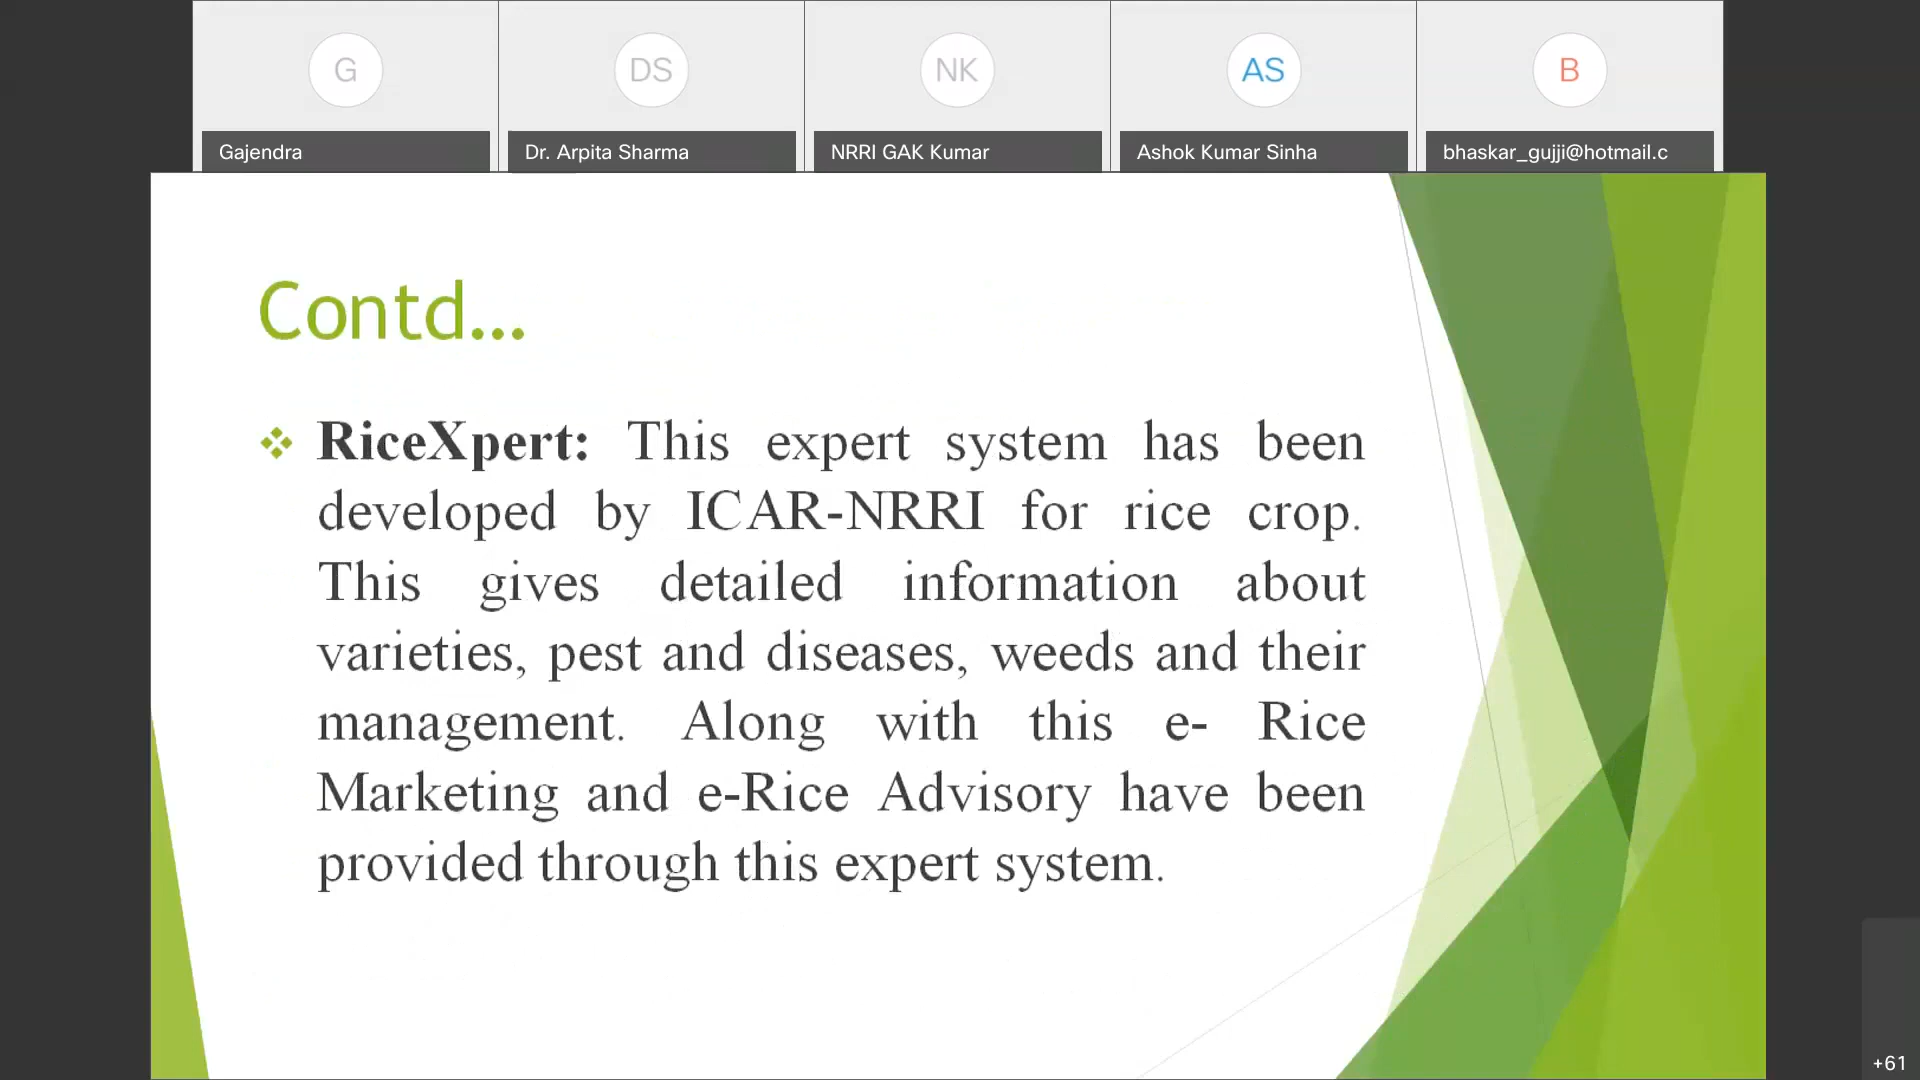 G
DS
NK
AS
B
Gajendra
Dr. Arpita Sharma
NRRI GAK Kumar
Ashok Kumar Sinha
bhaskar_gujji@hotmail.c
Contd...
❖ RiceXpert: This expert system has been
developed by ICAR-NRRI for rice crop.
This gives detailed information about
varieties, pest and diseases, weeds and their
management. Along with this e- Rice
Marketing and e-Rice Advisory have been
provided through this expert system.
+61